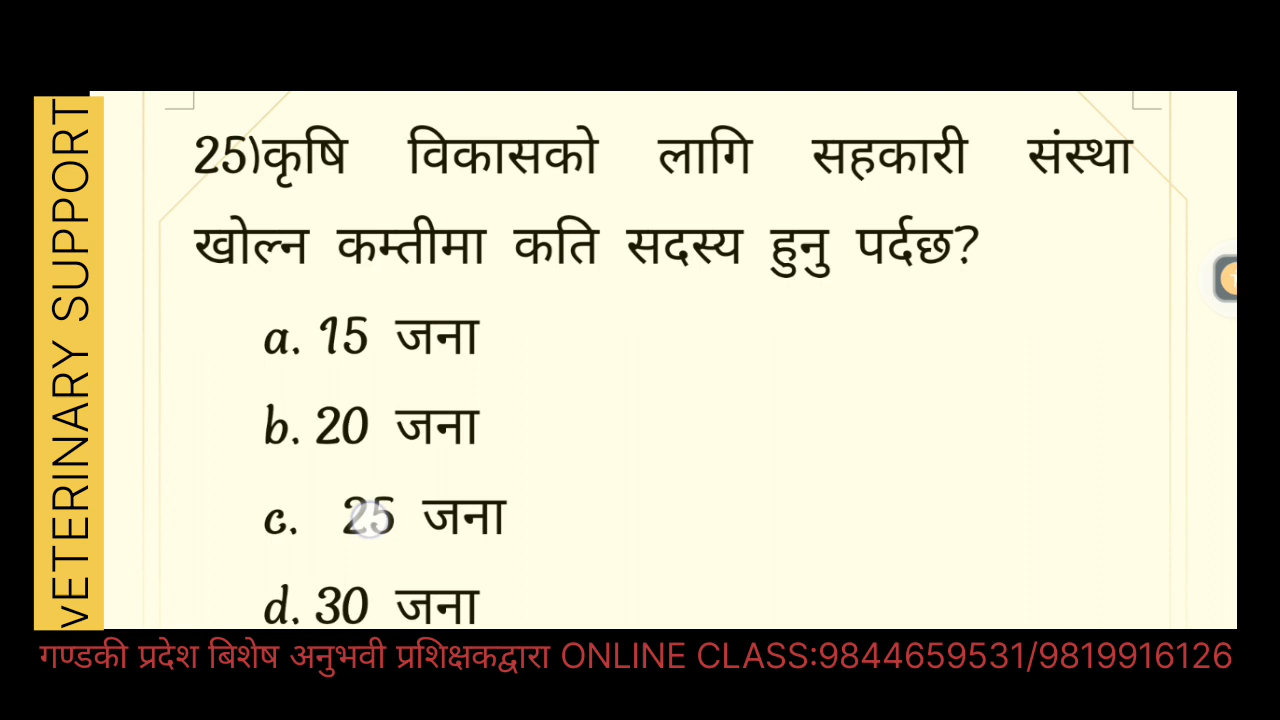 vETERINARY SUPPORT
25)कृषि विकासको लागि सहकारी संस्था
खोल्न कम्तीमा कति सदस्य हुनु पर्दछ?
a. 15 जना
b. 20 जना
c. 25 जना
d. 30 जना
गण्डकी प्रदेश बिशेष अनुभवी प्रशिक्षकद्वारा ONLINE CLASS:9844659531/9819916126